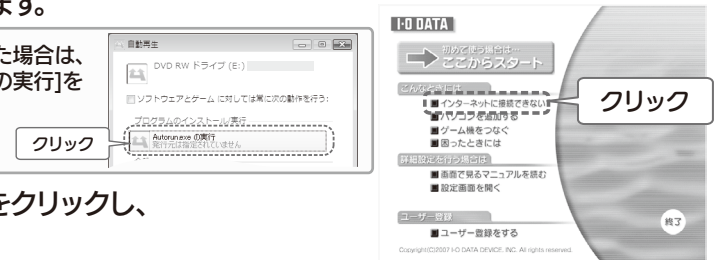 ます。
た場合は、
の実行]を
自動再生
DVD RW ドライブ (E:)
ソフトウェアとゲーム に対しては常に次の動作を行う:
プログラムのインストール/実行
Autorun.exe の実行
発行元は指定されていません
クリック
をクリックし、
I-O DATA
初めて使う場合は…
ここからスタート
こんなときには
インターネットに接続できない
クリック
パソコンを追加する
ゲーム機をつなぐ
困ったときには
詳細設定を行う場合は
画面で見るマニュアルを読む
設定画面を開く
ユーザー登録
ユーザー登録をする
終了
Copyright(C)2007 I-O DATA DEVICE, INC. All rights reserved.